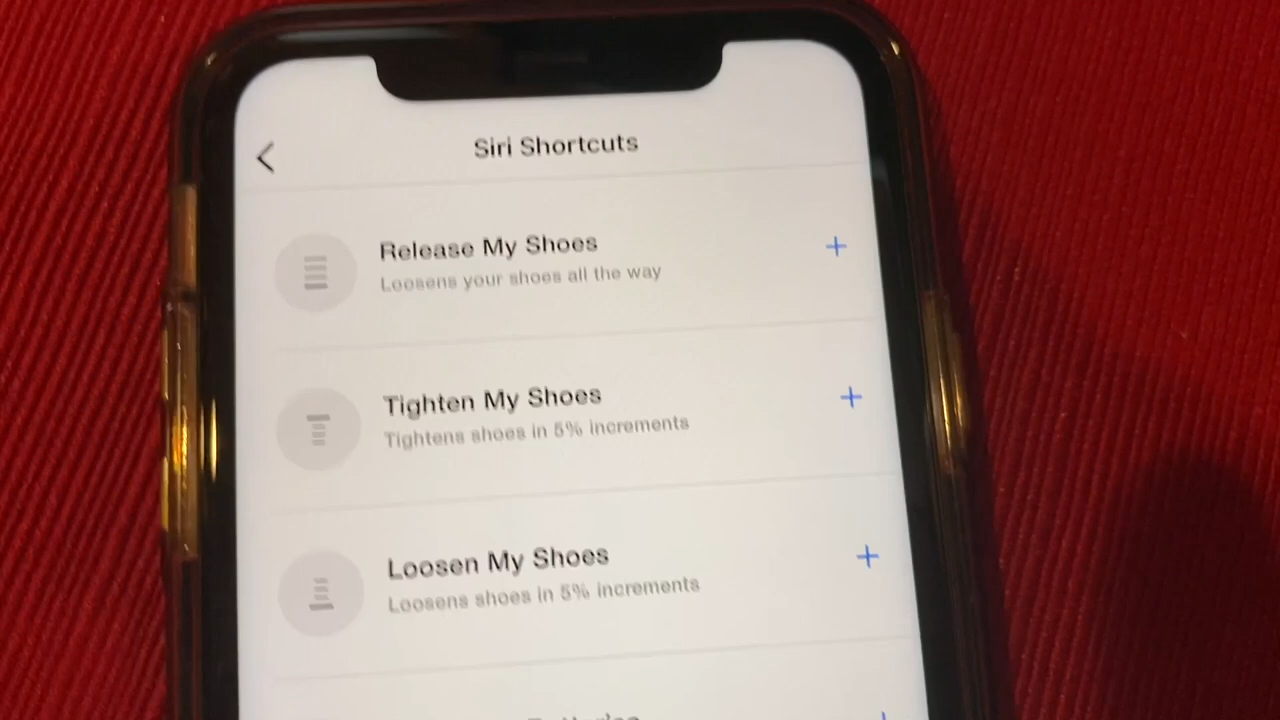 Siri Shortcuts
Release My Shoes
Loosens your shoes all the way
Tighten My Shoes
Tightens shoes in 5% increments
Loosen My Shoes
Loosens shoes in 5% increments